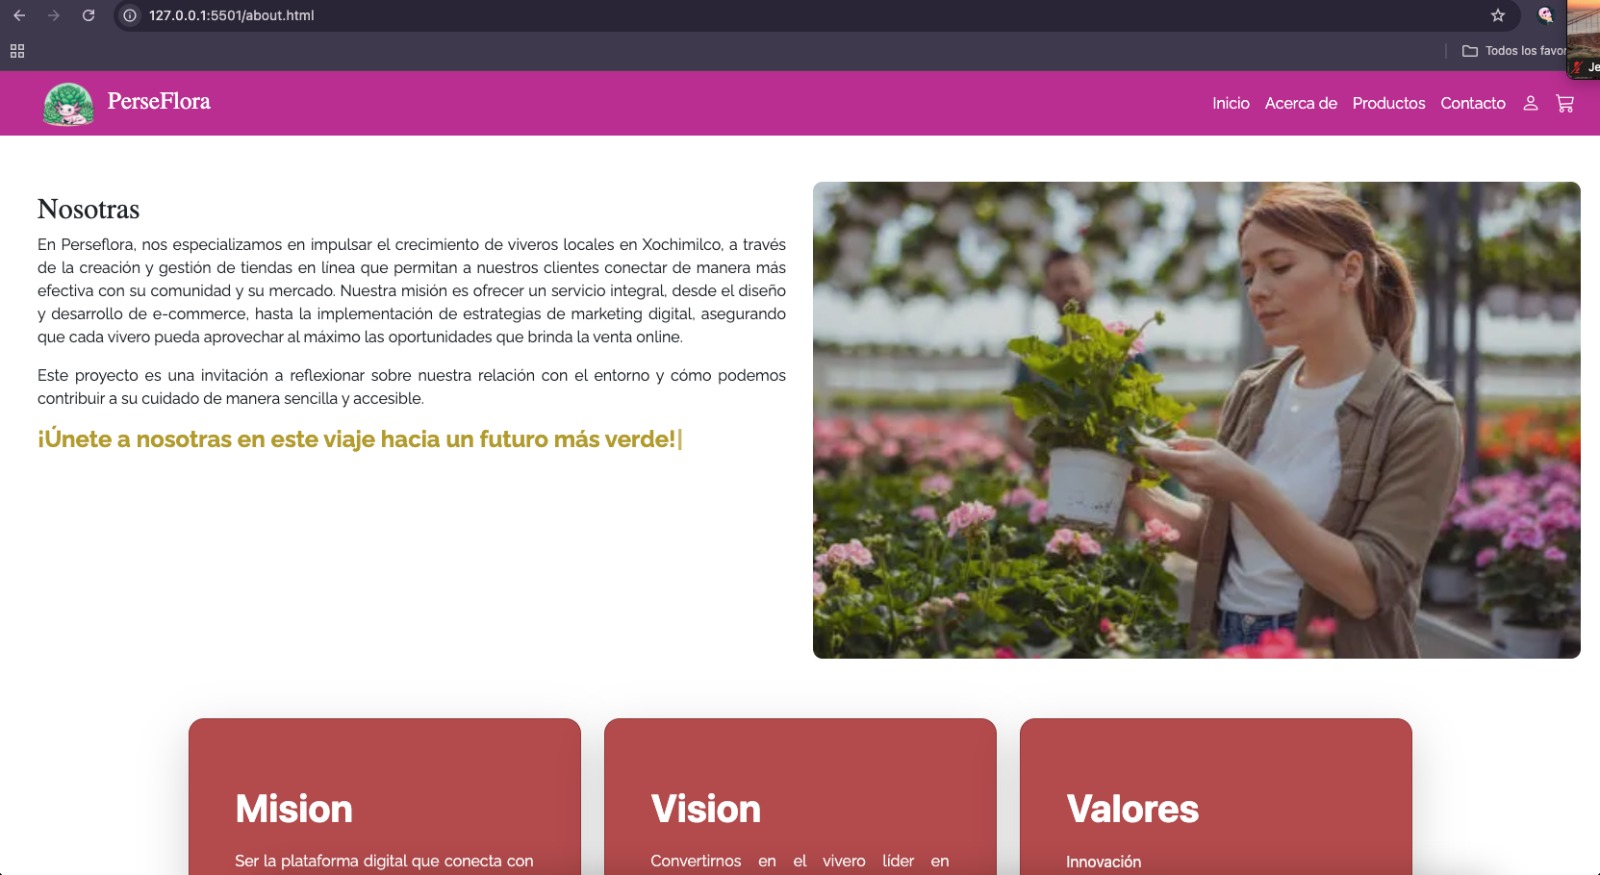 127.0.0.1:5501/about.html
Todos los favor
Je
PerseFlora
Inicio Acerca de Productos Contacto
Nosotras
En Perseflora, nos especializamos en impulsar el crecimiento de viveros locales en Xochimilco, a través
de la creación y gestión de tiendas en línea que permitan a nuestros clientes conectar de manera más
efectiva con su comunidad y su mercado. Nuestra misión es ofrecer un servicio integral, desde el diseño
y desarrollo de e-commerce, hasta la implementación de estrategias de marketing digital, asegurando
que cada vivero pueda aprovechar al máximo las oportunidades que brinda la venta online.
Este proyecto es una invitación a reflexionar sobre nuestra relación con el entorno y cómo podemos
contribuir a su cuidado de manera sencilla y accesible.
¡Únete a nosotras en este viaje hacia un futuro más verde!|
Mision
Ser la plataforma digital que conecta con
Vision
Convertirnos en el vivero líder en
Valores
Innovación